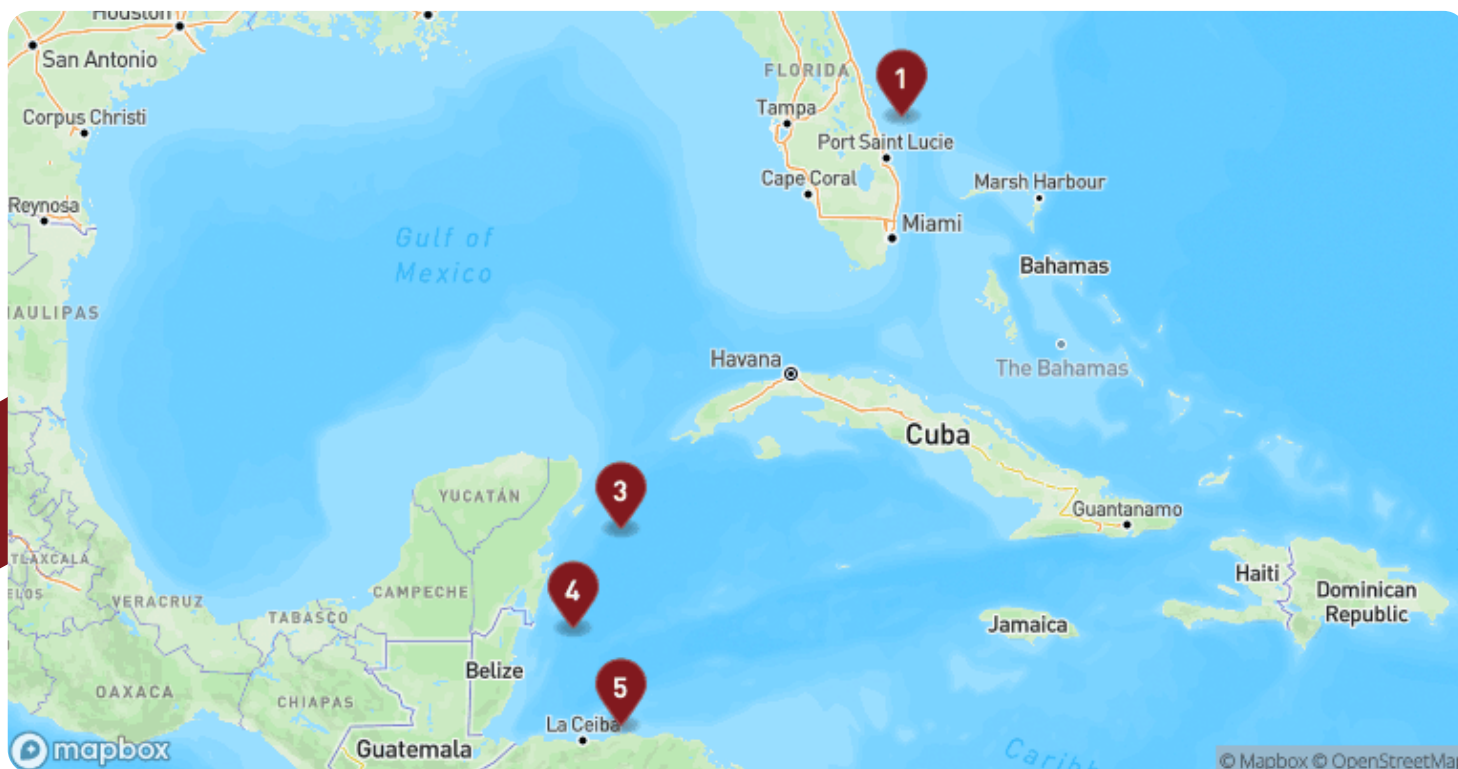 Houston
San Antonio
FLORIDA
1
Tampa
Corpus Christi
Port Saint Lucie
Cape Coral
Marsh Harbour
Reynosa
Miami
Gulf of
Mexico
Bahamas
AULIPAS
Havana
The Bahamas
Cuba
YUCATÁN
3
Guantanamo
TLAXCALA
Haiti
4
CAMPECHE
ELOS
VERACRUZ
Dominican
Republic
TABASCO
Jamaica
Belize
OAXACA
CHIAPAS
5
La Ceiba
Guatemala
mapbox
Caribb
© Mapbox © OpenStreetMap